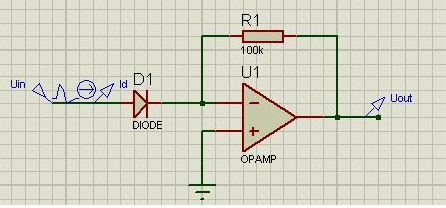 R1
100k
Uin
Id
D1
DIODE
U1
OPAMP
Uout